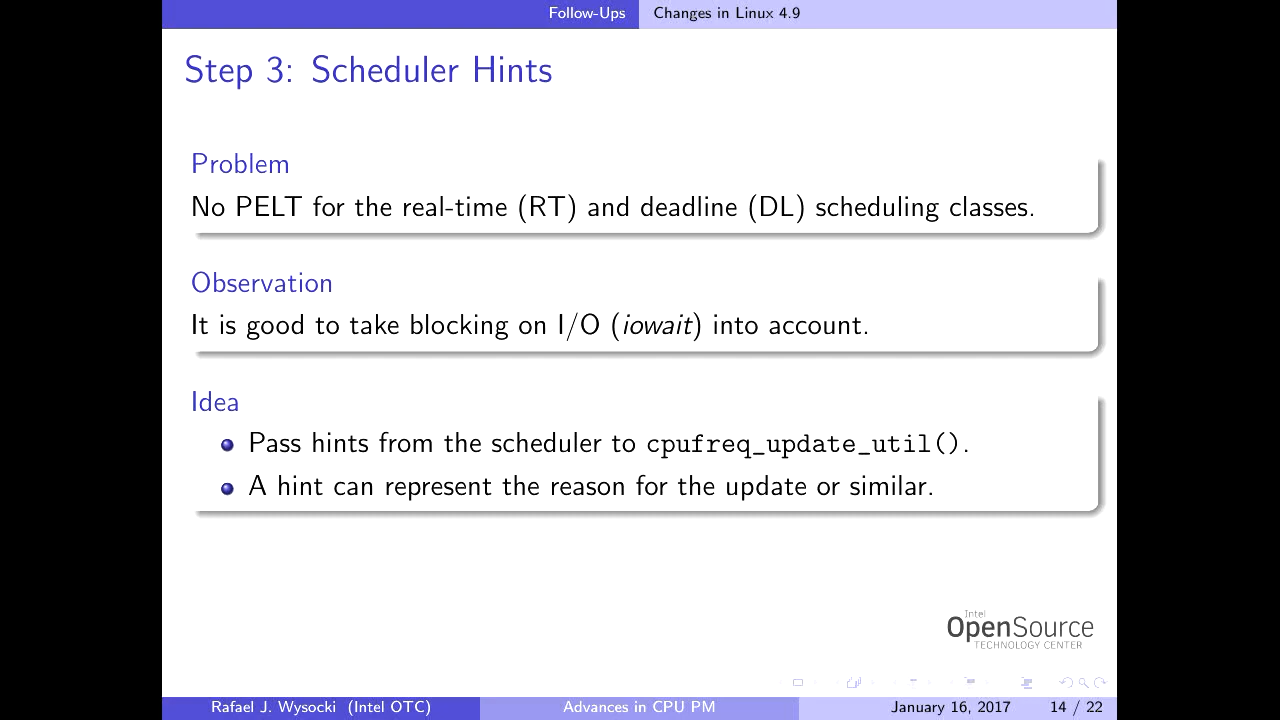 Follow-Ups Changes in Linux 4.9
Step 3: Scheduler Hints
Problem
No PELT for the real-time (RT) and deadline (DL) scheduling classes.
Observation
It is good to take blocking on I/O (iowait) into account.
Idea
Pass hints from the scheduler to cpufreq_update_util().
A hint can represent the reason for the update or similar.
Intel
OpenSource
TECHNOLOGY CENTER
Rafael J. Wysocki (Intel OTC) Advances in CPU PM January 16, 2017 14 / 22